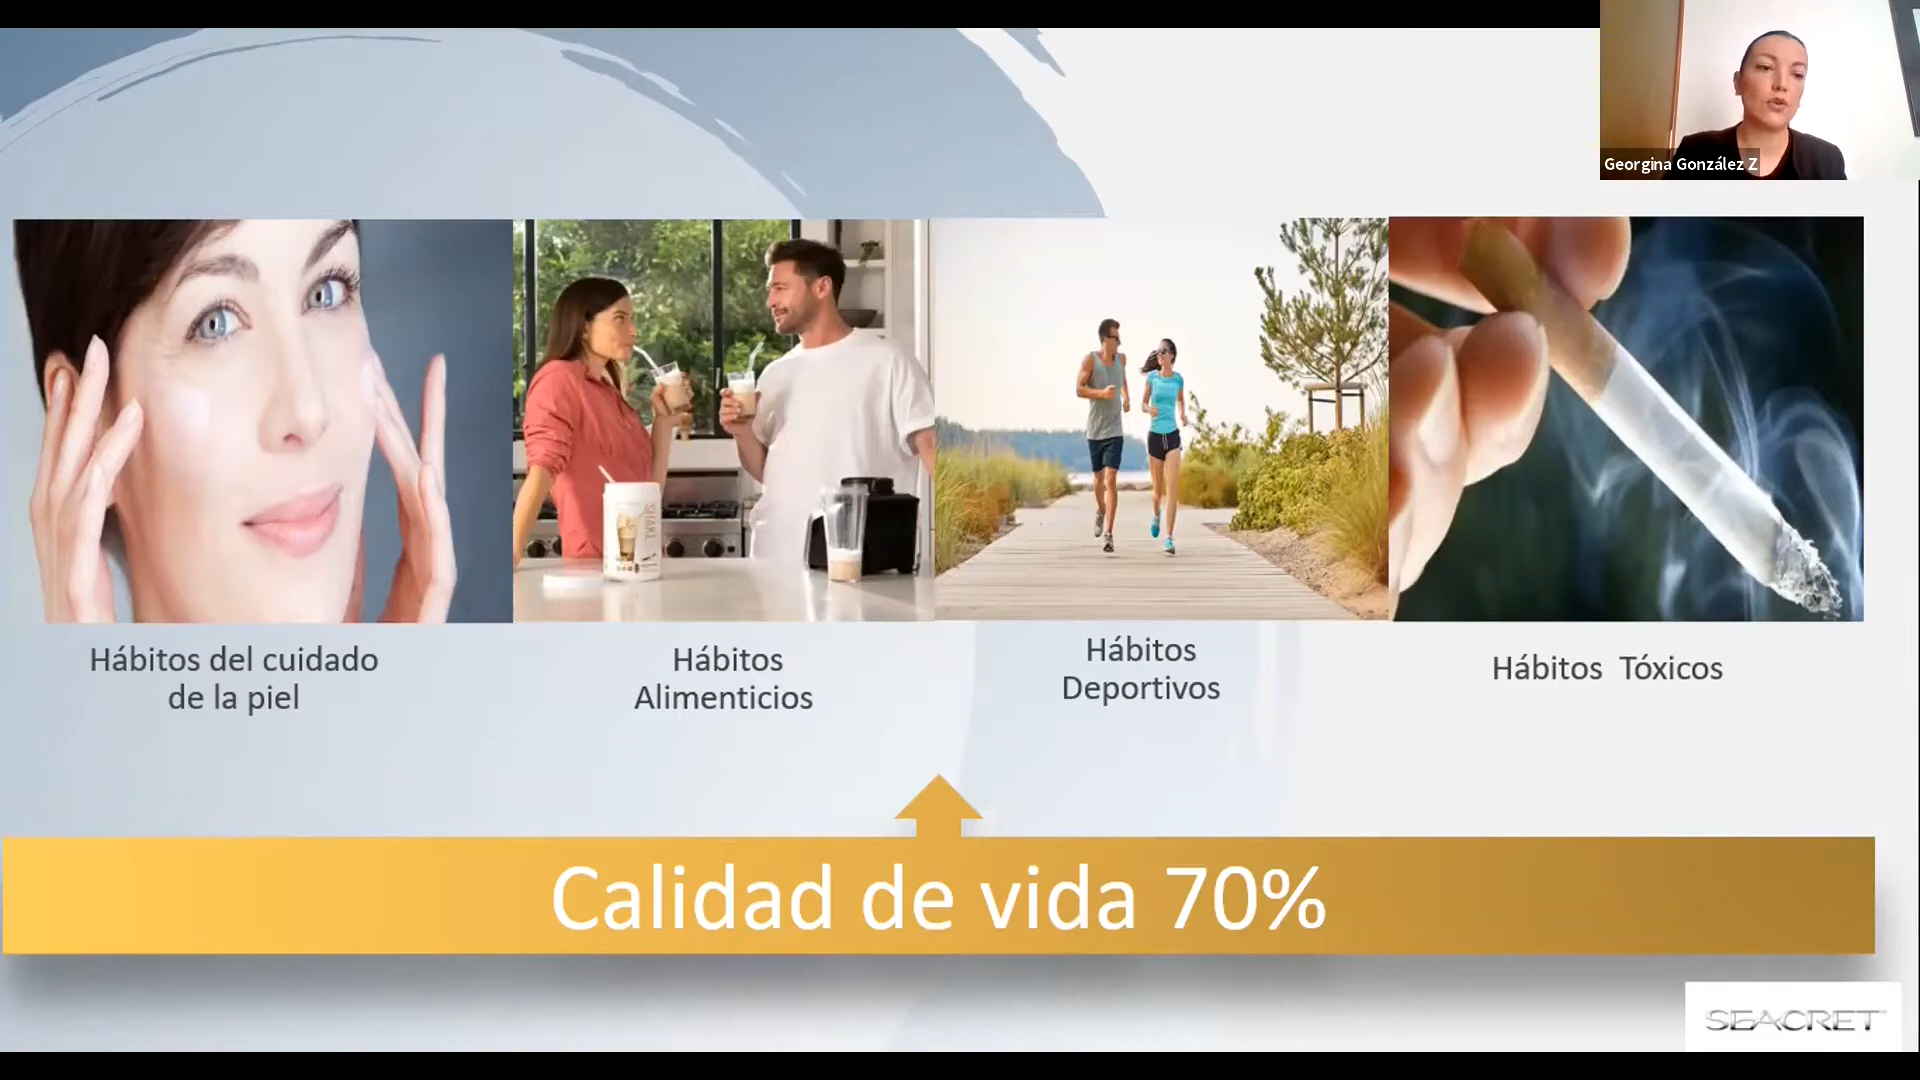 Georgina González Z
SHAKE
Hábitos del cuidado
de la piel
Hábitos
Alimenticios
Hábitos
Deportivos
Hábitos Tóxicos
Calidad de vida 70%
SEACRET